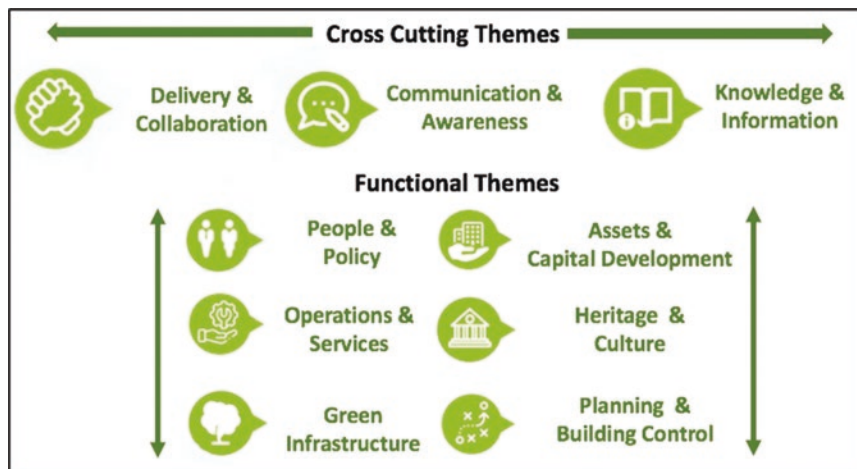 Cross Cutting Themes
Delivery &
Collaboration
Communication &
Awareness
Knowledge &
Information
Functional Themes
People &
Policy
Assets &
Capital Development
Operations &
Services
Heritage &
Culture
Green
Infrastructure
Planning &
Building Control